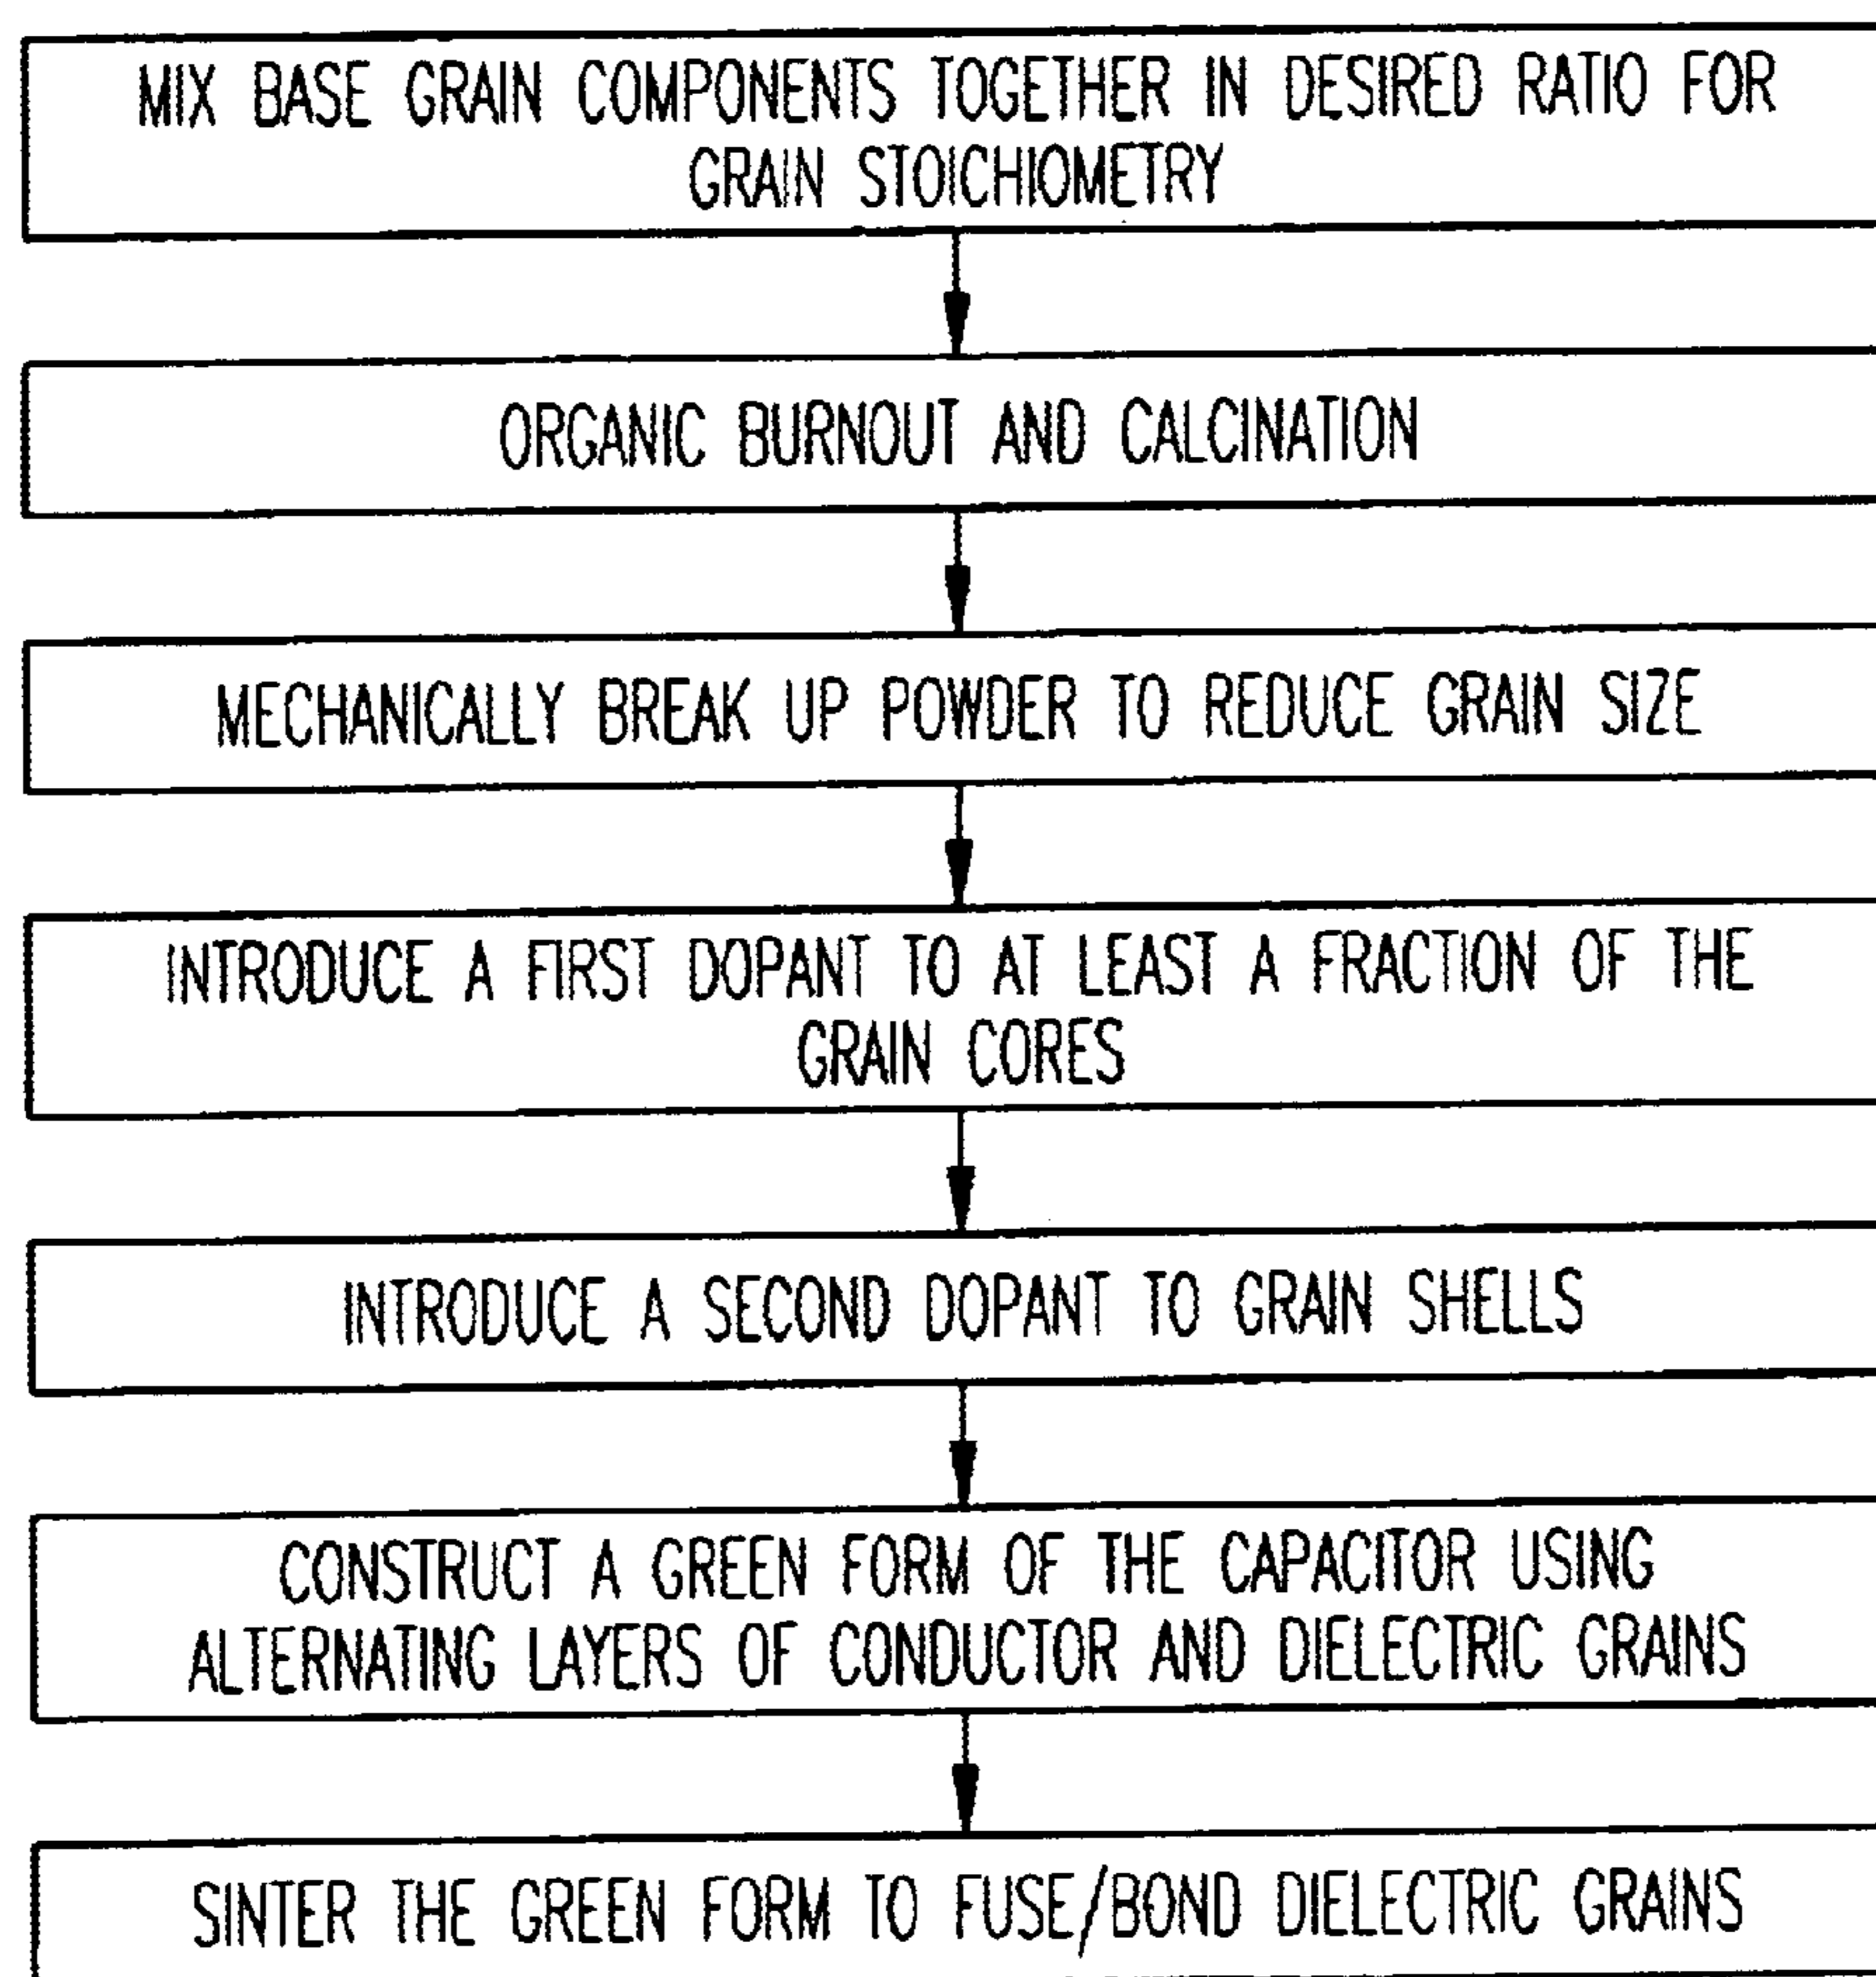 MIX BASE GRAIN COMPONENTS TOGETHER IN DESIRED RATIO FOR
GRAIN STOICHIOMETRY
ORGANIC BURNOUT AND CALCINATION
MECHANICALLY BREAK UP POWDER TO REDUCE GRAIN SIZE
INTRODUCE A FIRST DOPANT TO AT LEAST A FRACTION OF THE
GRAIN CORES
INTRODUCE A SECOND DOPANT TO GRAIN SHELLS
CONSTRUCT A GREEN FORM OF THE CAPACITOR USING
ALTERNATING LAYERS OF CONDUCTOR AND DIELECTRIC GRAINS
SINTER THE GREEN FORM TO FUSE/BOND DIELECTRIC GRAINS